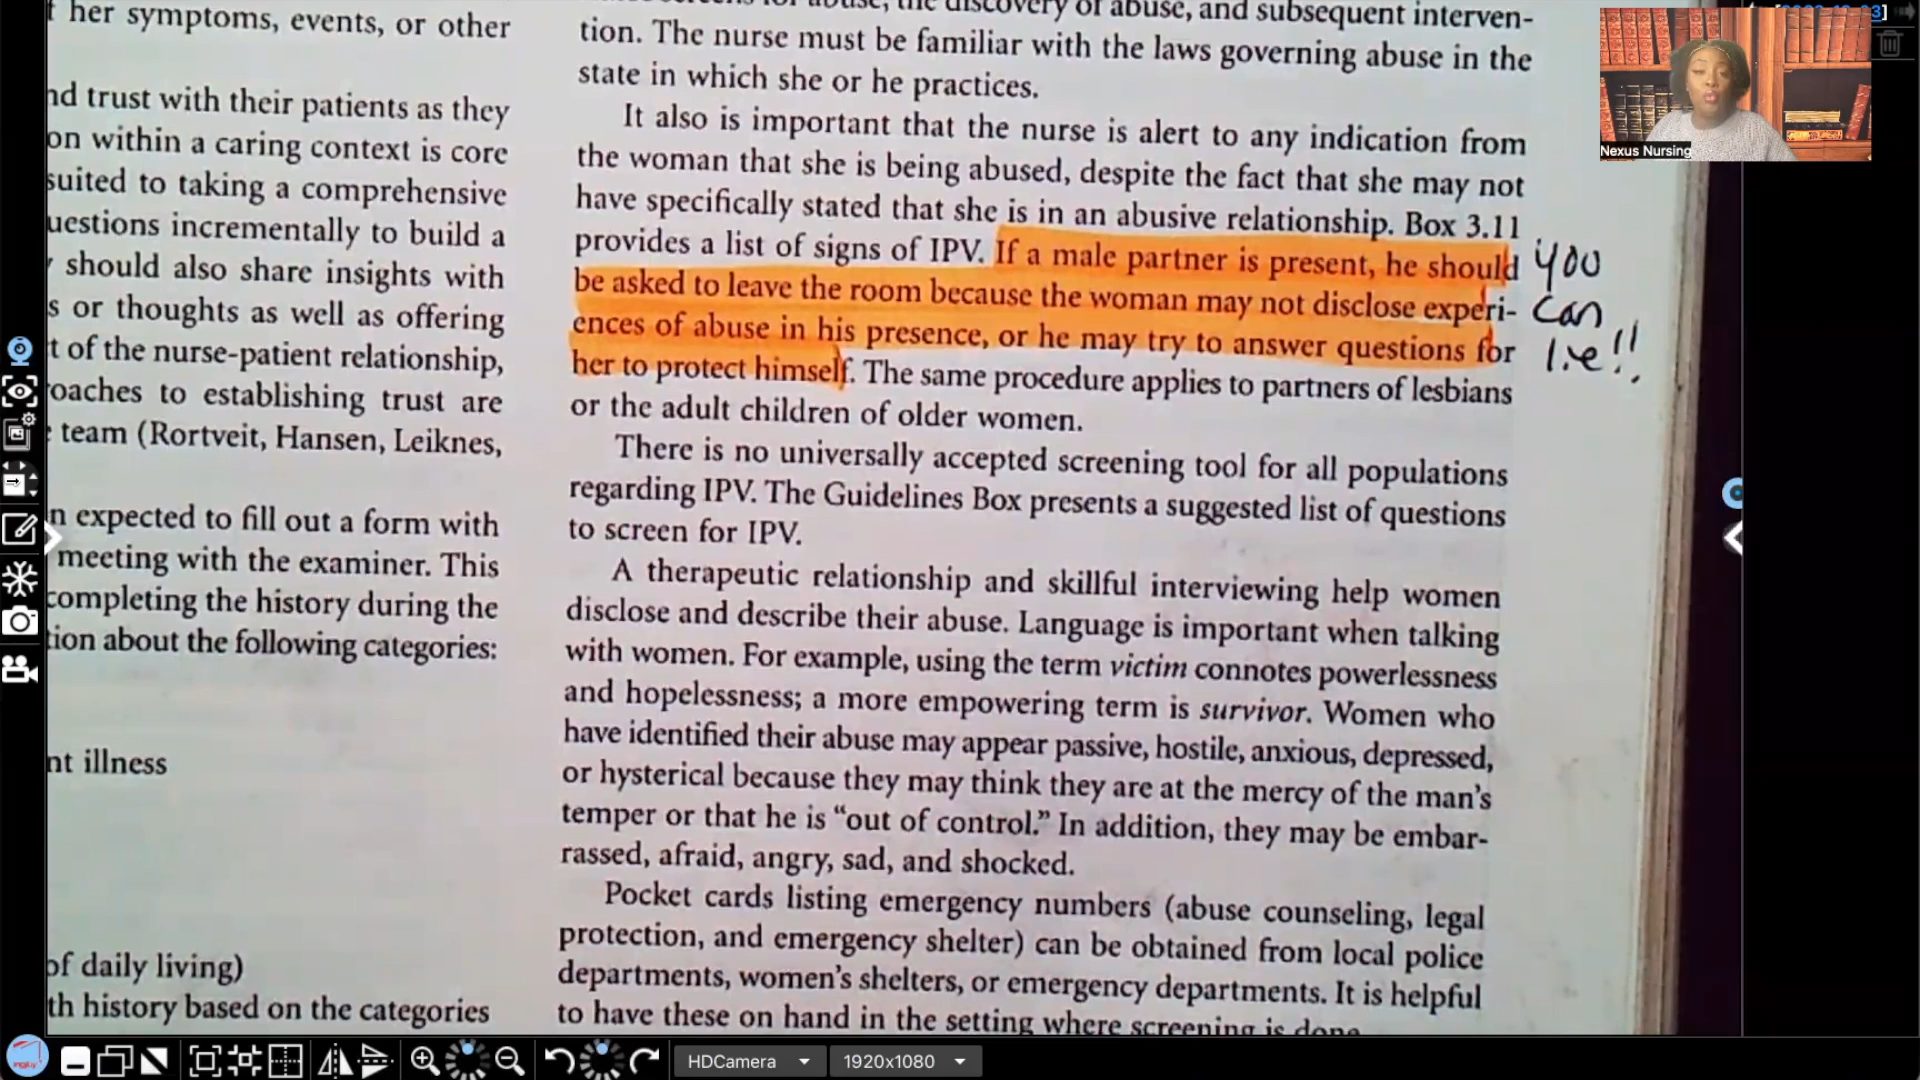 her symptoms, events, or other
nd trust with their patients as they
on within a caring context is core
suited to taking a comprehensive
uestions incrementally to build a
should also share insights with
s or thoughts as well as offering
t of the nurse-patient relationship,
oaches to establishing trust are
team (Rortveit, Hansen, Leiknes,
n expected to fill out a form with
meeting with the examiner. This
completing the history during the
tion about the following categories:
nt illness
of daily living)
th history based on the categories
the discovery of abuse, and subsequent interven-
tion. The nurse must be familiar with the laws governing abuse in the
state in which she or he practices.
It also is important that the nurse is alert to any indication from
the woman that she is being abused, despite the fact that she may not
have specifically stated that she is in an abusive relationship. Box 3.11
provides a list of signs of IPV. If a male partner is present, he should
be asked to leave the room because the woman may not disclose experi-
ences of abuse in his presence, or he may try to answer questions for
her to protect himself. The same procedure applies to partners of lesbians
or the adult children of older women.
There is no universally accepted screening tool for all populations
regarding IPV. The Guidelines Box presents a suggested list of questions
to screen for IPV.
A therapeutic relationship and skillful interviewing help women
disclose and describe their abuse. Language is important when talking
with women. For example, using the term victim connotes powerlessness
and hopelessness; a more empowering term is survivor. Women who
have identified their abuse may appear passive, hostile, anxious, depressed,
or hysterical because they may think they are at the mercy of the man's
temper or that he is "out of control." In addition, they may be embar-
rassed, afraid, angry, sad, and shocked.
Pocket cards listing emergency numbers (abuse counseling, legal
protection, and emergency shelter) can be obtained from local police
departments, women's shelters, or emergency departments. It is helpful
to have these on hand in the setting where screening is done
you
can
lie!!
Nexus Nursing
HDCamera
1920x1080